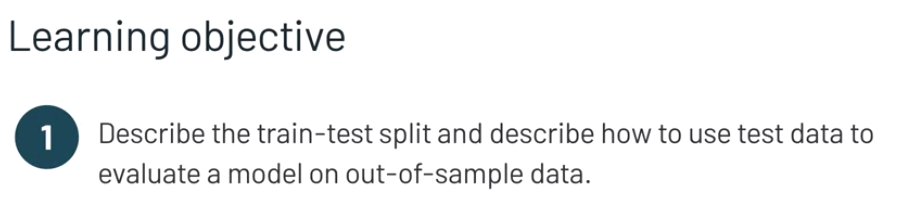 Learning objective
1
Describe the train-test split and describe how to use test data to
evaluate a model on out-of-sample data.